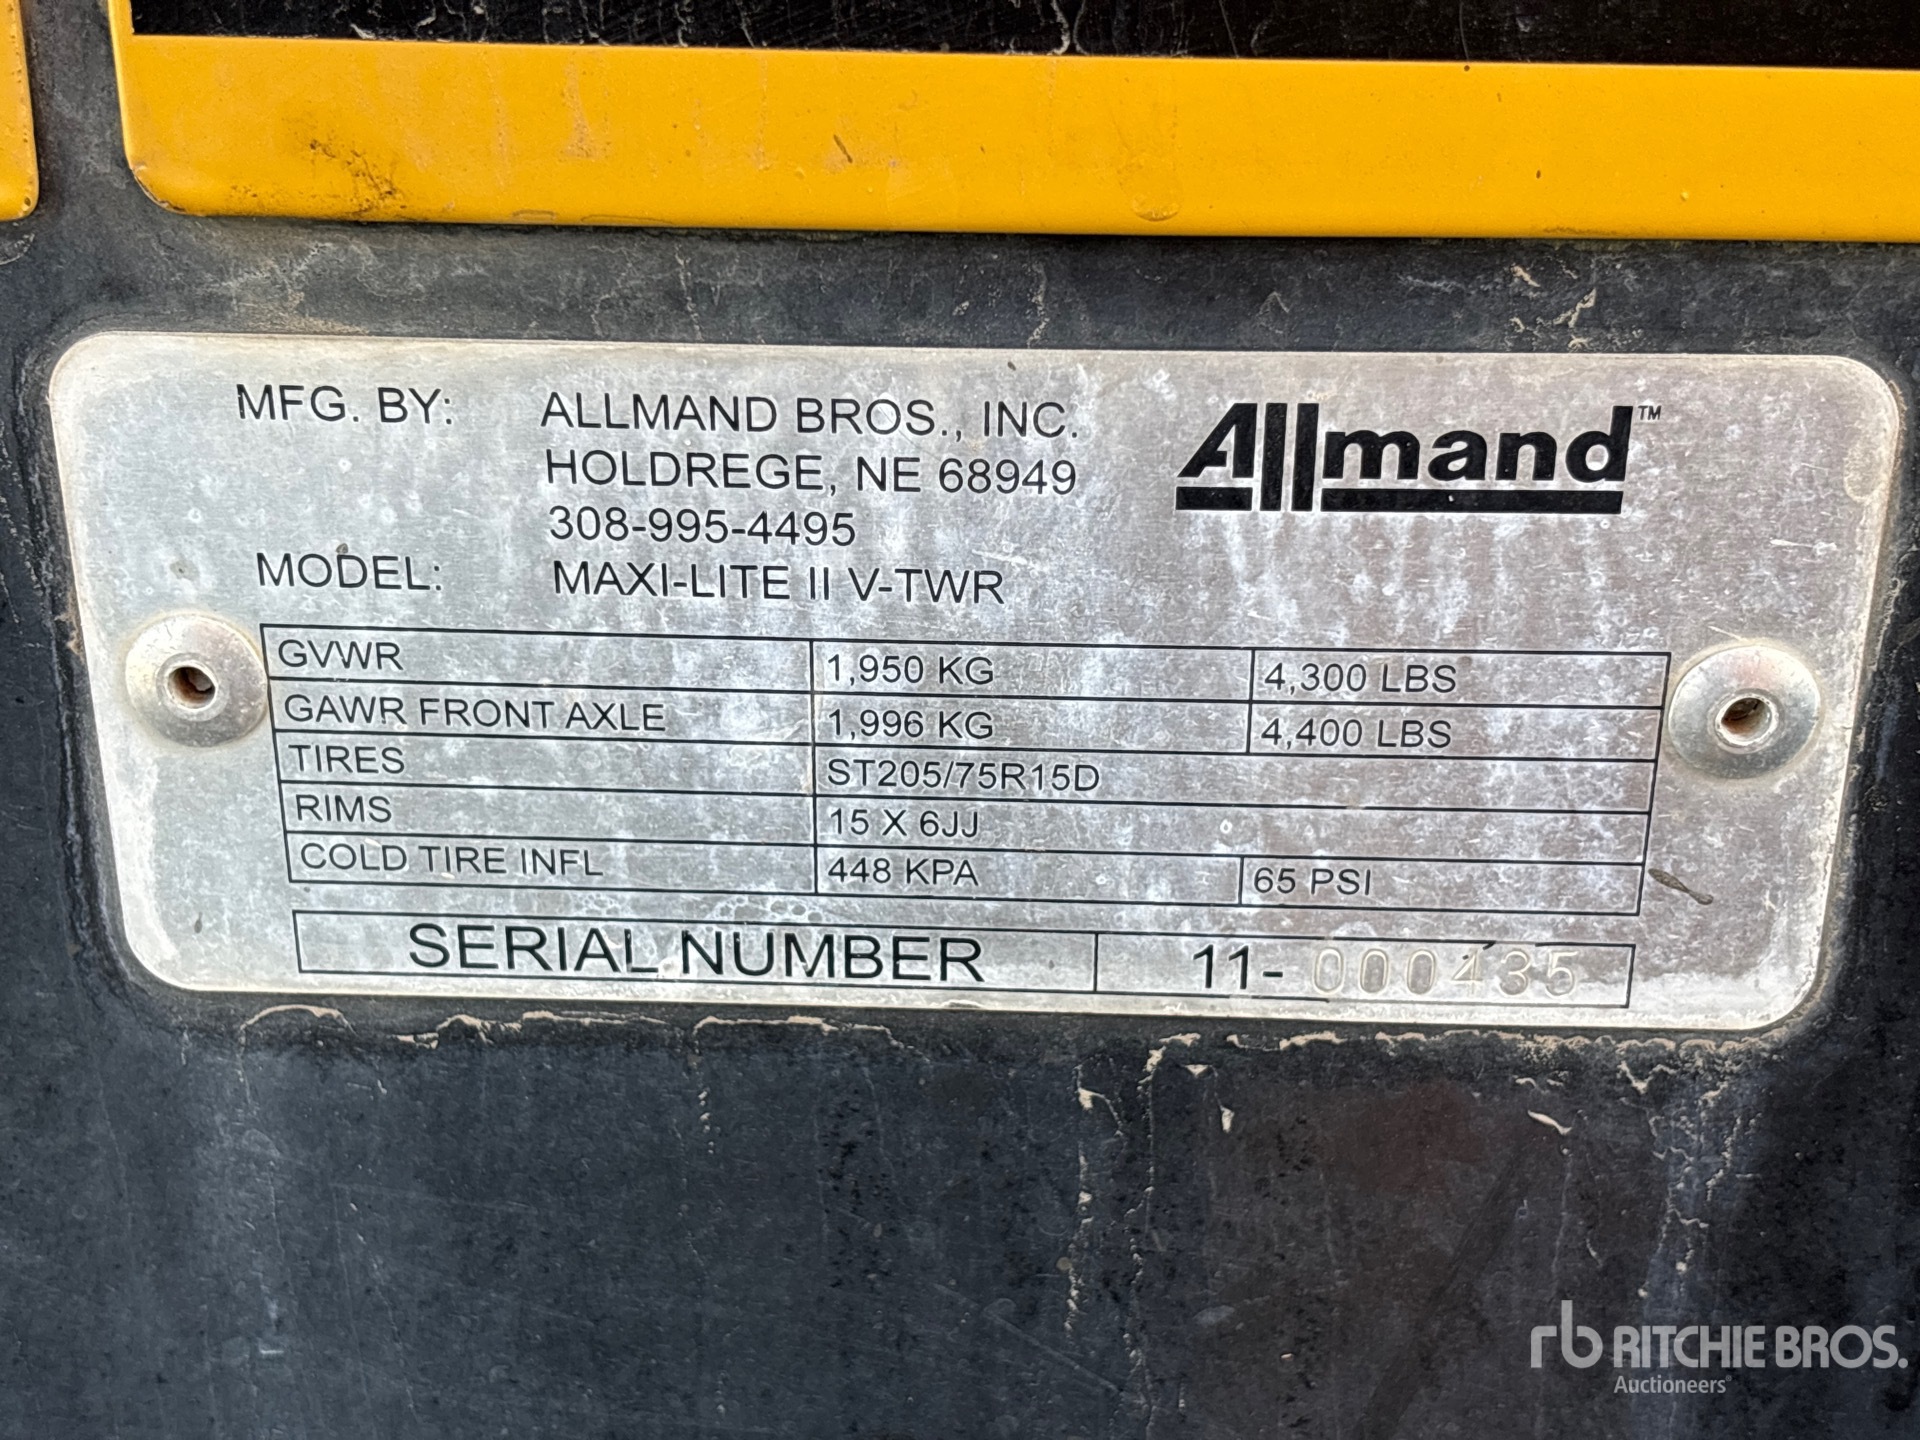 MFG. BY: ALLMAND BROS., INC.
HOLDREGE, NE 68949
308-995-4495
Allmand™
MODEL: MAXI-LITE II V-TWR
GVWR 1,950 KG 4,300 LBS
GAWR FRONT AXLE 1,996 KG 4,400 LBS
TIRES ST205/75R15D
RIMS 15 X 6JJ
COLD TIRE INFL 448 KPA 65 PSI
SERIAL NUMBER 11-000435
rb RITCHIE BROS.
Auctioneers